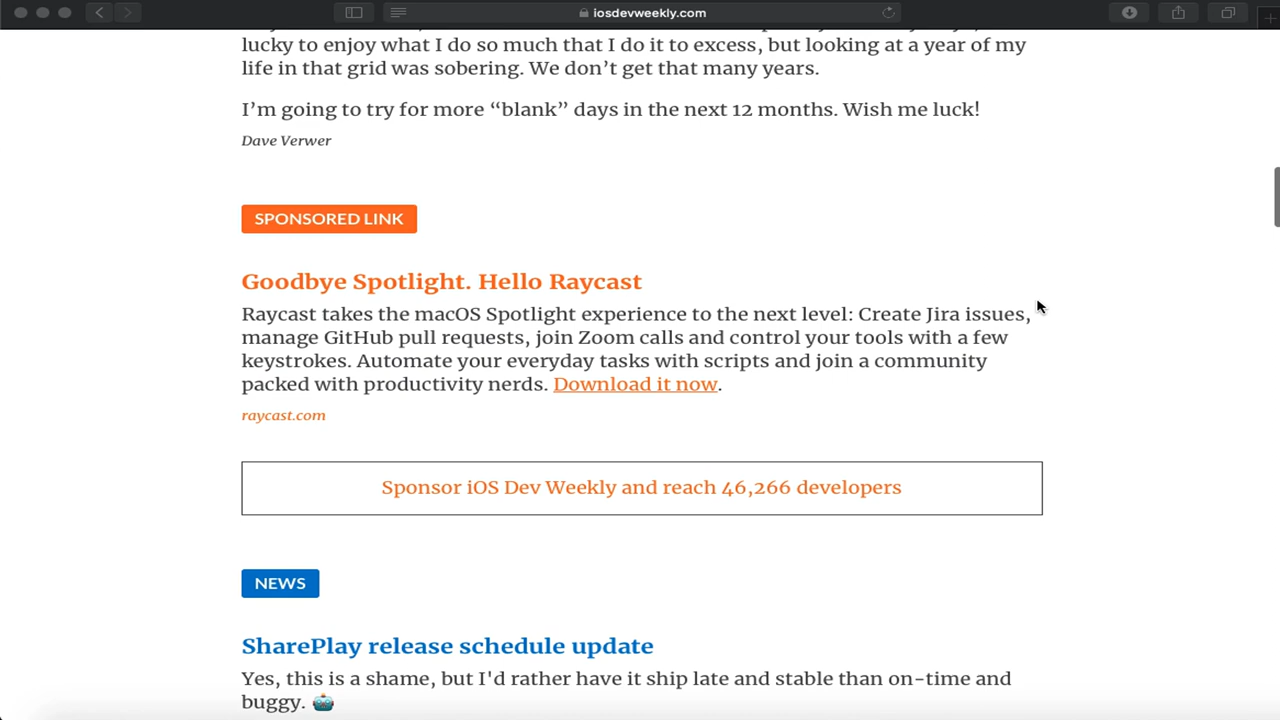 iosdevweekly.com
lucky to enjoy what I do so much that I do it to excess, but looking at a year of my
life in that grid was sobering. We don’t get that many years.
I’m going to try for more “blank” days in the next 12 months. Wish me luck!
Dave Verwer
SPONSORED LINK
Goodbye Spotlight. Hello Raycast
Raycast takes the macOS Spotlight experience to the next level: Create Jira issues,
manage GitHub pull requests, join Zoom calls and control your tools with a few
keystrokes. Automate your everyday tasks with scripts and join a community
packed with productivity nerds. Download it now.
raycast.com
Sponsor iOS Dev Weekly and reach 46,266 developers
NEWS
SharePlay release schedule update
Yes, this is a shame, but I'd rather have it ship late and stable than on-time and
buggy. 🤖